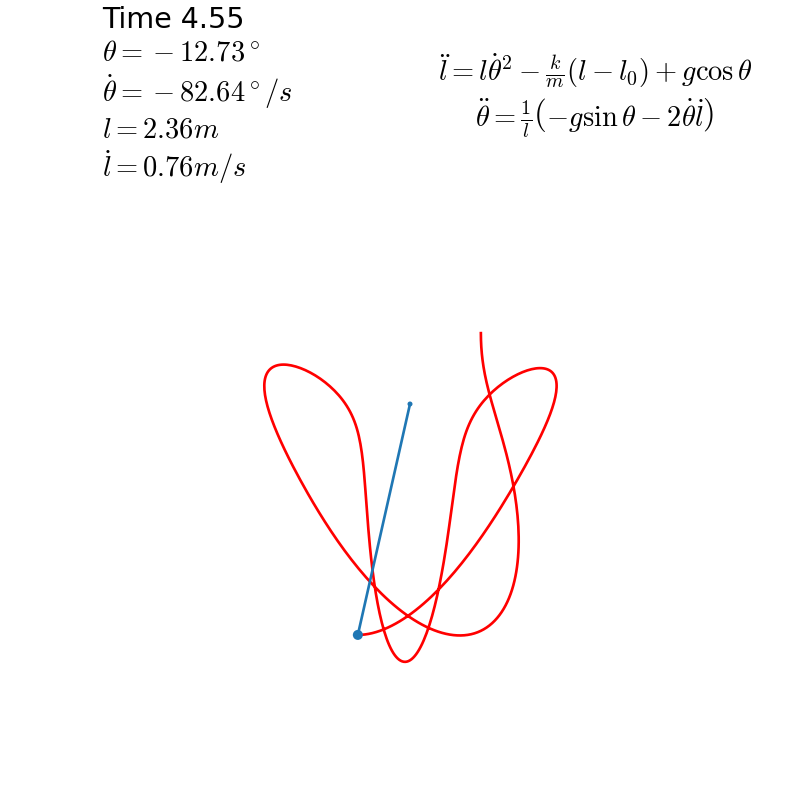 Time 4.55
θ = −12.73°
θ̇ = −82.64°/s
l = 2.36m
l̇ = 0.76m/s
l̈ = lθ̇² − k/m(l − l₀) + g cos θ
θ̈ = 1/l(−g sin θ − 2θ̇l̇)